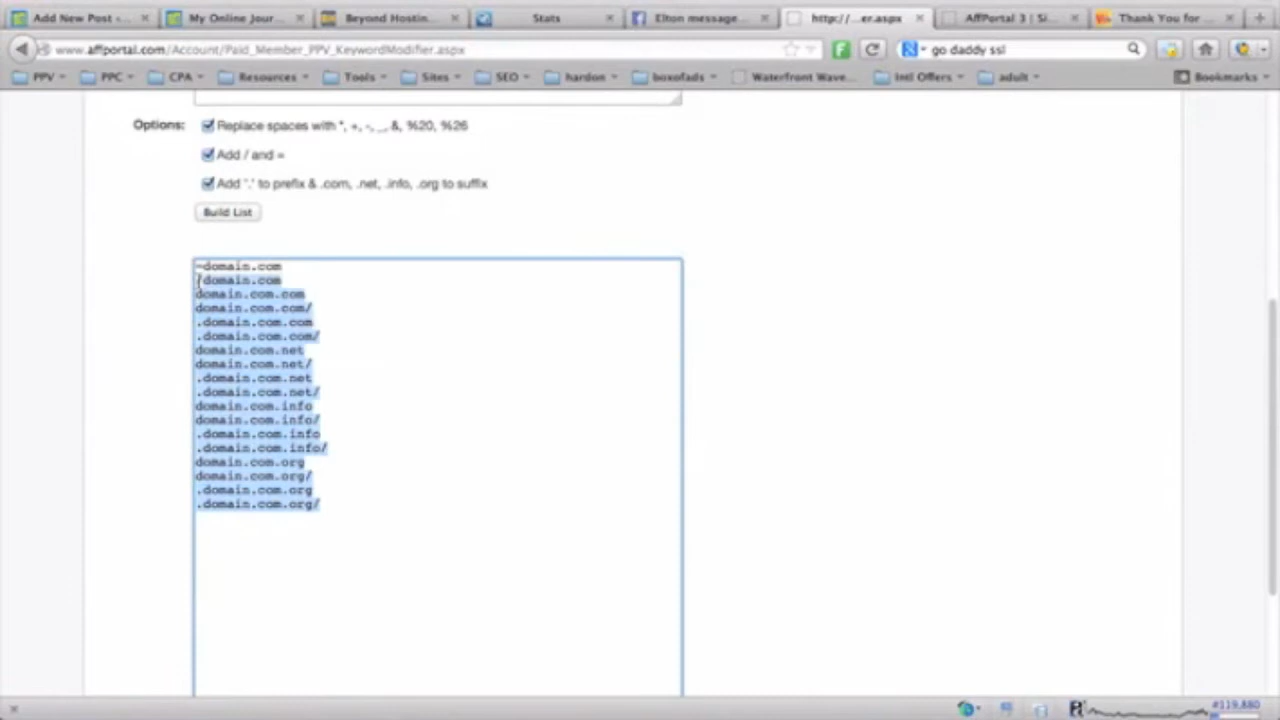 Add New Post ‹...
My Online Jour...
Beyond Hostin...
Stats
Elton message...
http://...er.aspx
AffPortal 3 | Si...
Thank You for ...
www.affportal.com/Account/Paid_Member_PPV_KeywordModifier.aspx
go daddy ssl
PPV
PPC
CPA
Resources
Tools
Sites
SEO
hardon
boxofads
Waterfront Wave...
Intl Offers
adult
Bookmarks
Options:
Replace spaces with *, +, -, _, &, %20, %26
Add / and =
Add '.' to prefix & .com, .net, .info, .org to suffix
Build List
=domain.com
/domain.com
domain.com.com
domain.com.com/
.domain.com.com
.domain.com.com/
domain.com.net
domain.com.net/
.domain.com.net
.domain.com.net/
domain.com.info
domain.com.info/
.domain.com.info
.domain.com.info/
domain.com.org
domain.com.org/
.domain.com.org
.domain.com.org/
#119,880